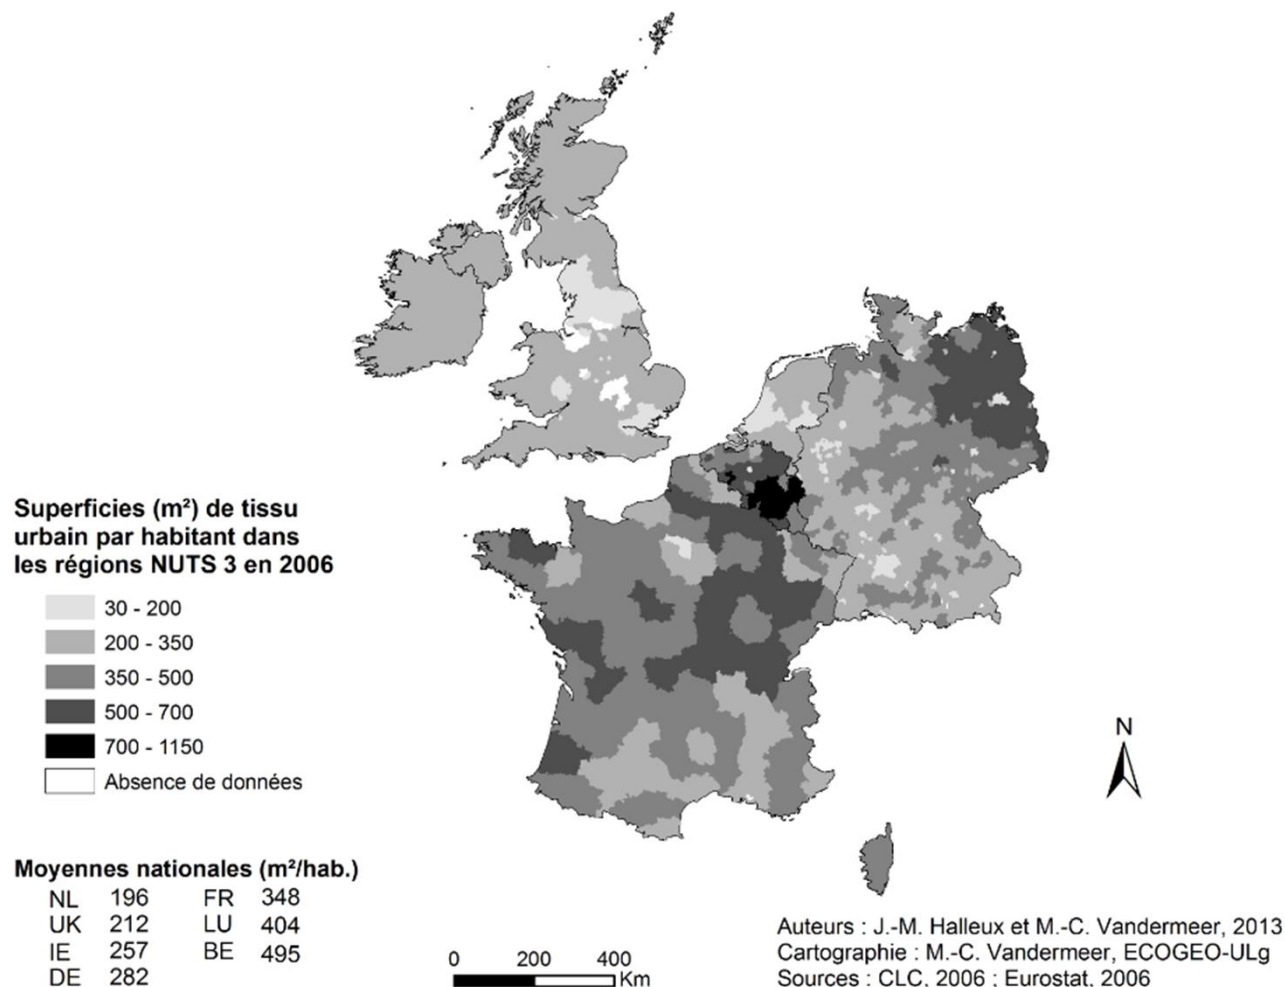 Superficies (m²) de tissu
urbain par habitant dans
les régions NUTS 3 en 2006
30 - 200
200 - 350
350 - 500
500 - 700
700 - 1150
Absence de données
N
Moyennes nationales (m²/hab.)
NL 196 FR 348
UK 212 LU 404
IE 257 BE 495
DE 282
0 200 400
Km
Auteurs : J.-M. Halleux et M.-C. Vandermeer, 2013
Cartographie : M.-C. Vandermeer, ECOGEO-ULg
Sources : CLC, 2006 ; Eurostat, 2006